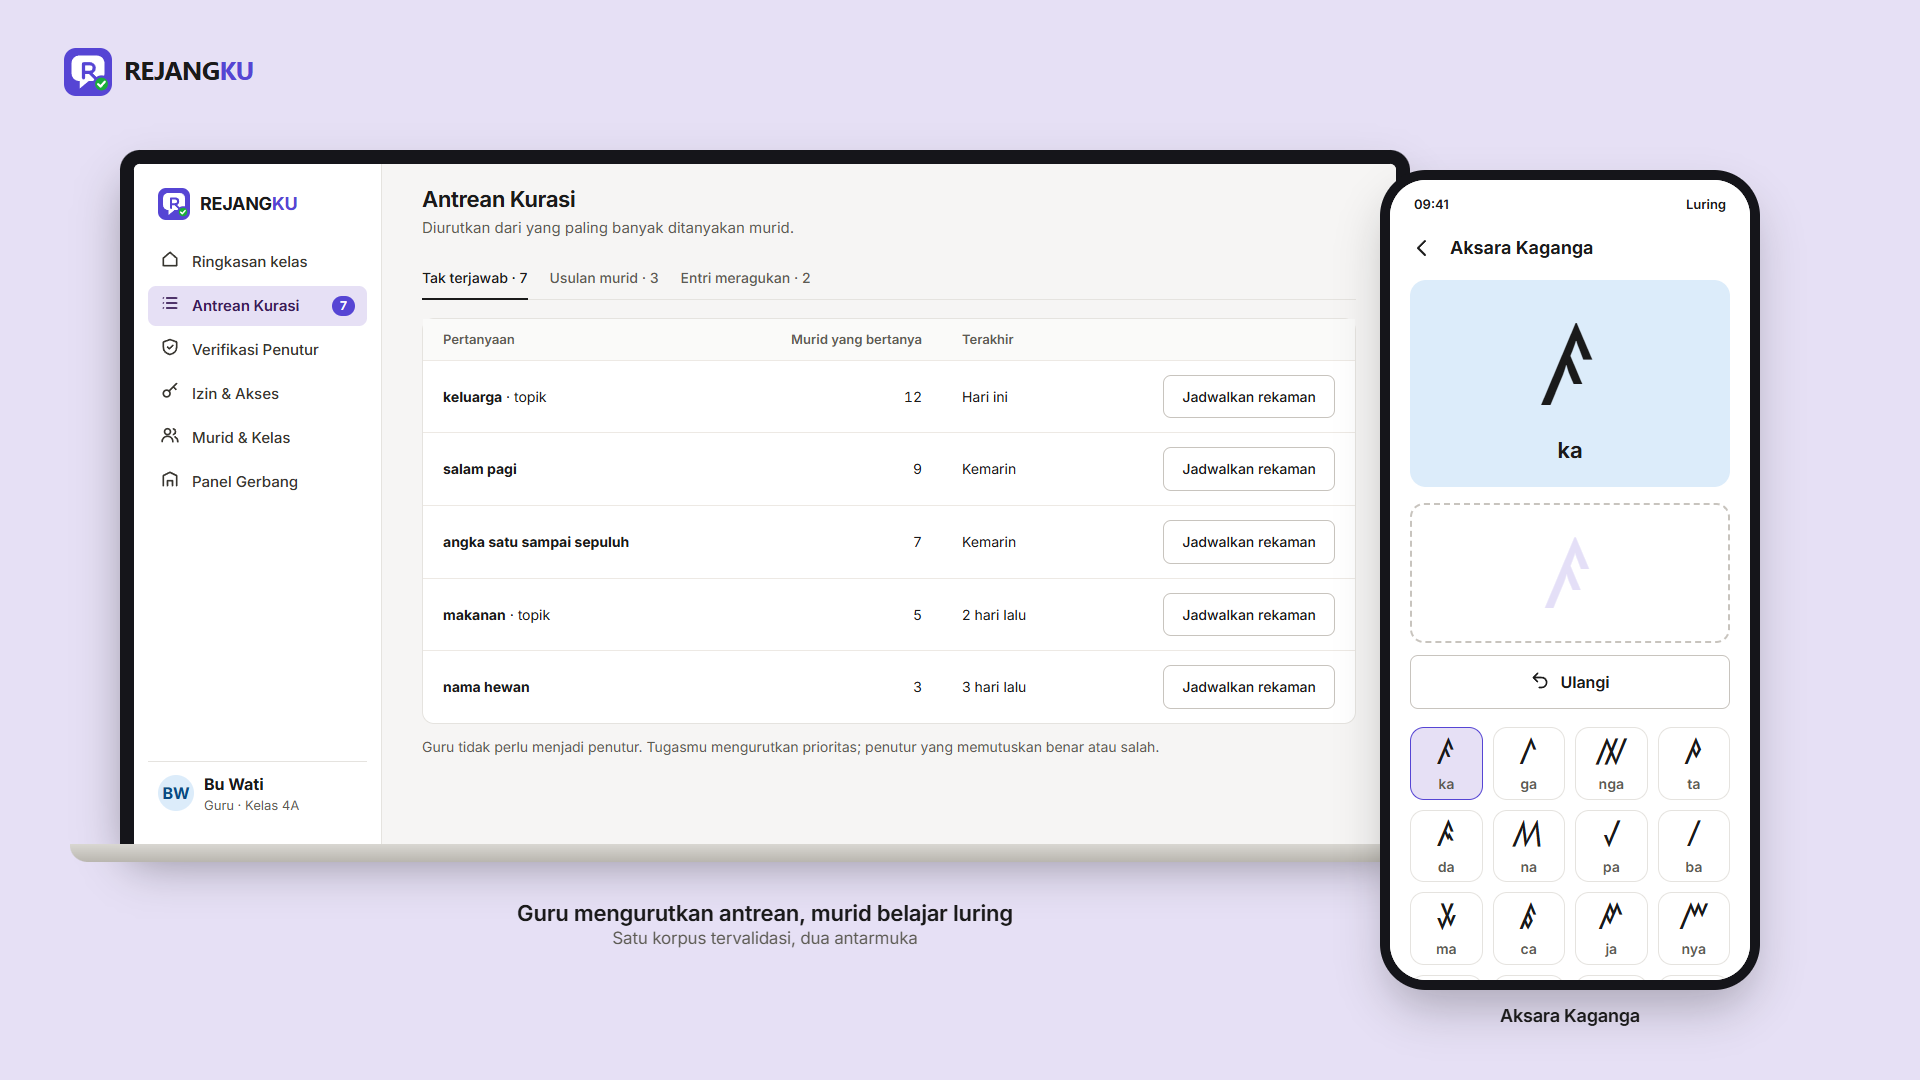 REJANGKU
REJANGKU
Ringkasan kelas
Antrean Kurasi 7
Verifikasi Penutur
Izin & Akses
Murid & Kelas
Panel Gerbang
BW
Bu Wati
Guru · Kelas 4A
Antrean Kurasi
Diurutkan dari yang paling banyak ditanyakan murid.
Tak terjawab · 7 Usulan murid · 3 Entri meragukan · 2
Pertanyaan Murid yang bertanya Terakhir
keluarga · topik 12 Hari ini Jadwalkan rekaman
salam pagi 9 Kemarin Jadwalkan rekaman
angka satu sampai sepuluh 7 Kemarin Jadwalkan rekaman
makanan · topik 5 2 hari lalu Jadwalkan rekaman
nama hewan 3 3 hari lalu Jadwalkan rekaman
Guru tidak perlu menjadi penutur. Tugasmu mengurutkan prioritas; penutur yang memutuskan benar atau salah.
Guru mengurutkan antrean, murid belajar luring
Satu korpus tervalidasi, dua antarmuka
09:41 Luring
Aksara Kaganga
ꤰ
ka
ꤰ
Ulangi
ꤰ ꤱ ꤲ ꤳ
ka ga nga ta
ꤴ ꤵ ꤶ ꤷ
da na pa ba
ꤸ ꤹ ꤺ ꤻ
ma ca ja nya
Aksara Kaganga